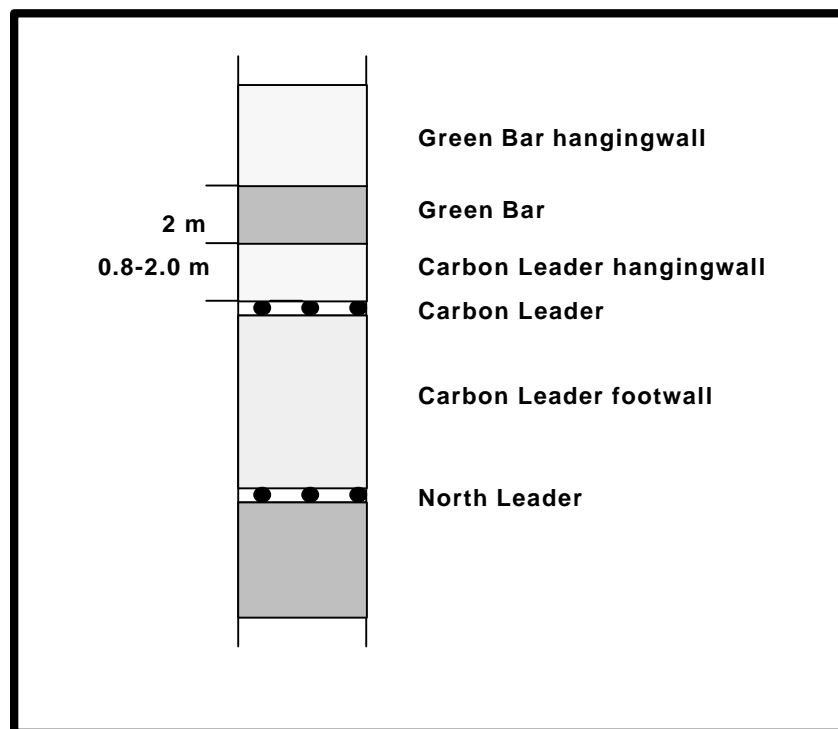 Green Bar hangingwall
2 m
Green Bar
0.8-2.0 m
Carbon Leader hangingwall
Carbon Leader
Carbon Leader footwall
North Leader